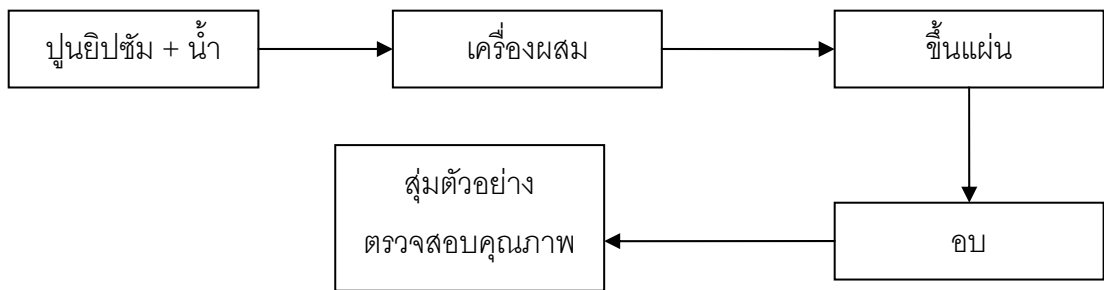 ปูนยิปซัม + น้ำ
เครื่องผสม
ขึ้นแผ่น
อบ
สุ่มตัวอย่าง
ตรวจสอบคุณภาพ